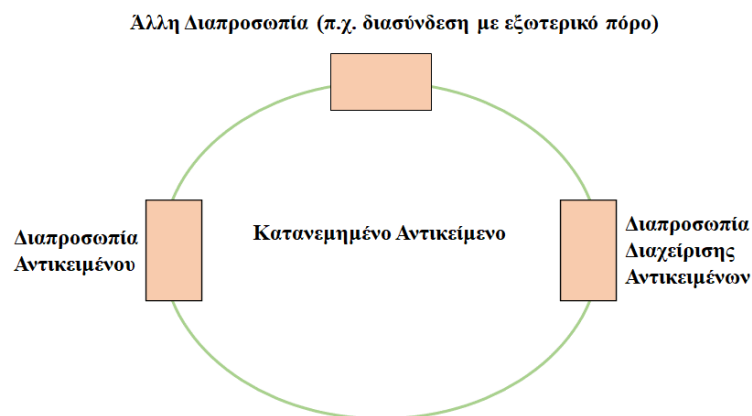 Άλλη Διαπροσωπία (π.χ. διασύνδεση με εξωτερικό πόρο)
Διαπροσωπία
Αντικειμένου
Κατανεμημένο Αντικείμενο
Διαπροσωπία
Διαχείρισης
Αντικειμένων